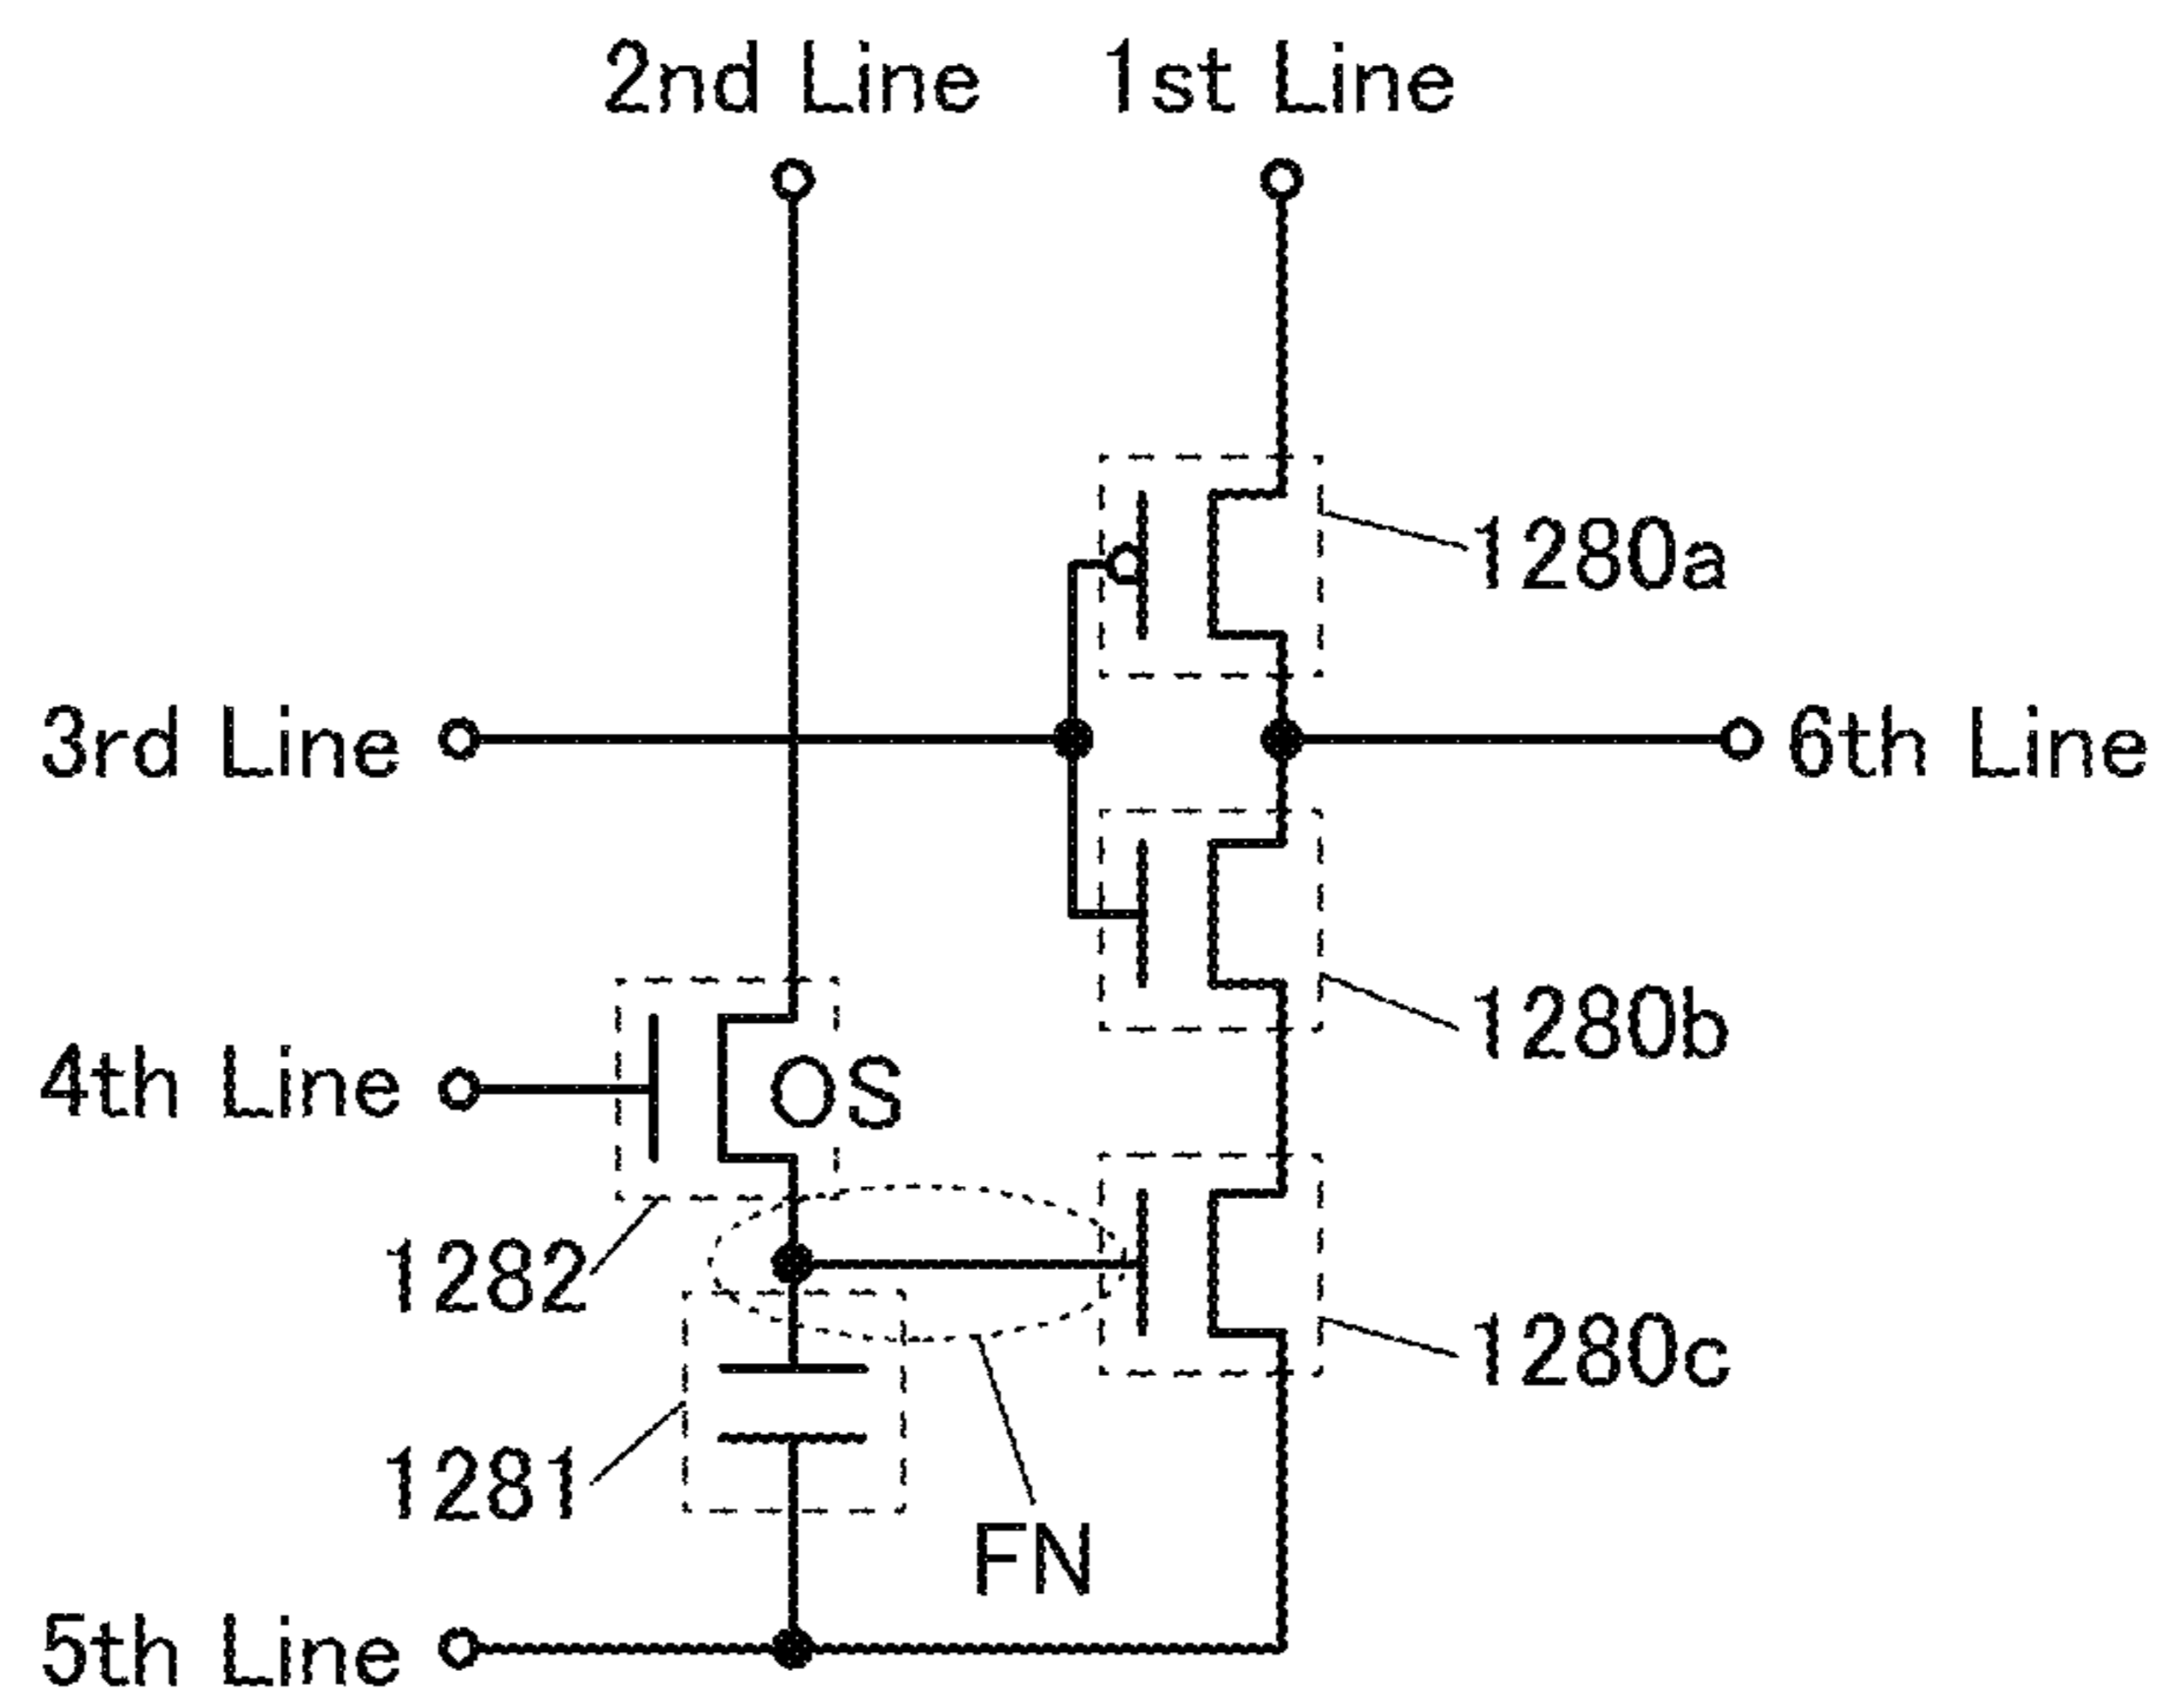 2nd Line 1st Line
1280a
3rd Line 6th Line
1280b
4th Line OS
1282
1280c
1281
FN
5th Line